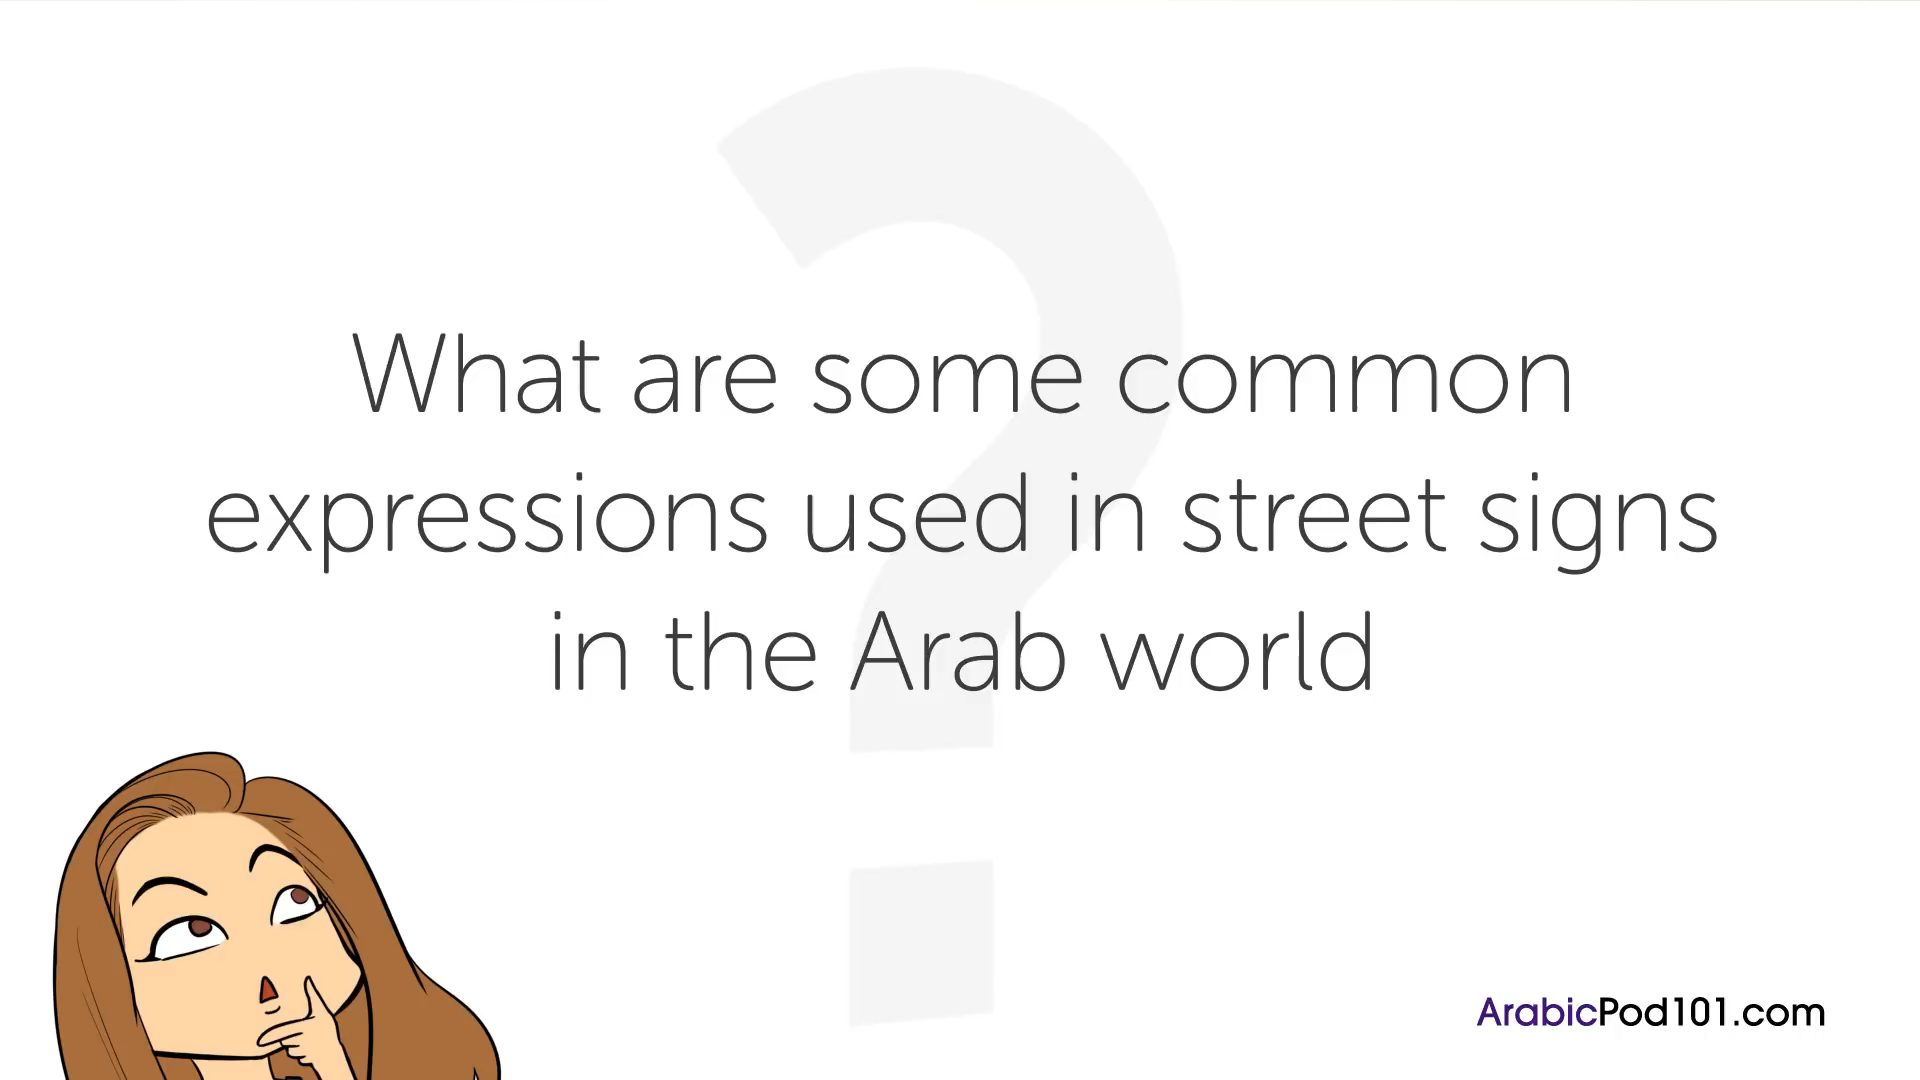 What are some common
expressions used in street signs
in the Arab world
ArabicPod101.com